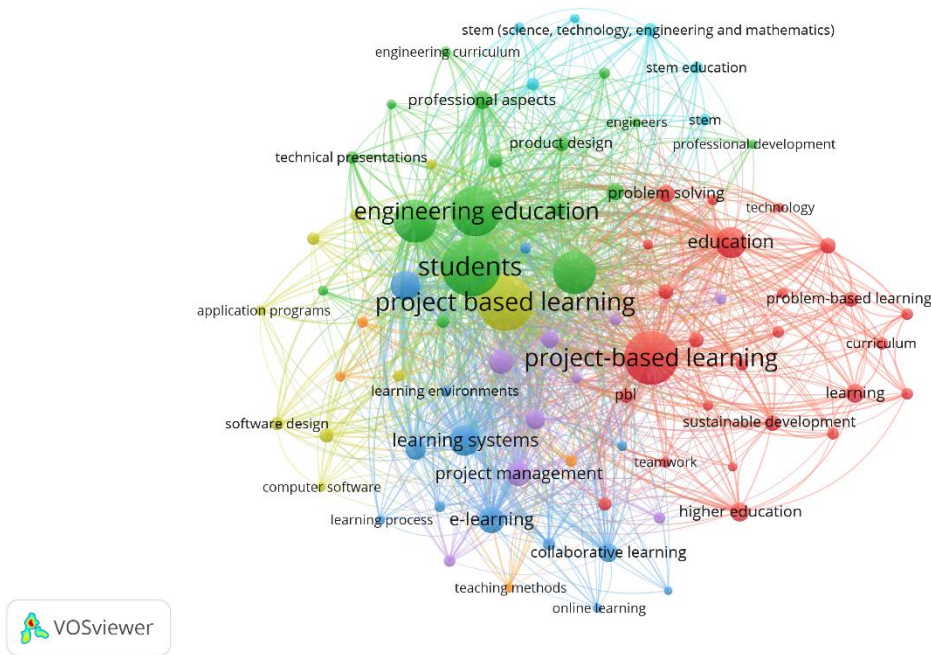 stem (science, technology, engineering and mathematics)
engineering curriculum
stem education
professional aspects
engineers
stem
product design
professional development
technical presentations
problem solving
technology
engineering education
education
students
project based learning
problem-based learning
application programs
curriculum
project-based learning
learning environments
pbl
learning
software design
sustainable development
learning systems
teamwork
project management
computer software
higher education
learning process
e-learning
collaborative learning
teaching methods
online learning
VOSviewer